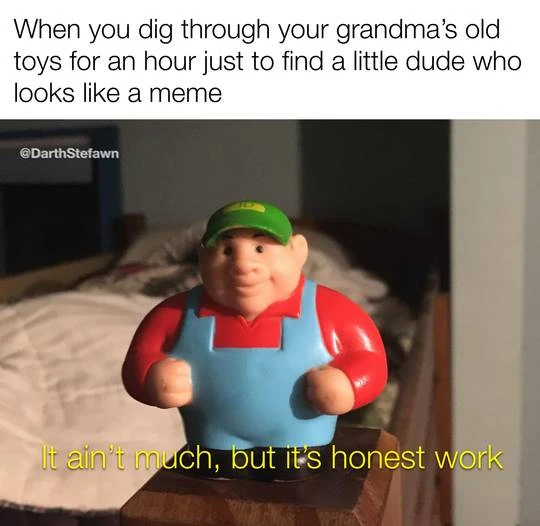 When you dig through your grandma's old
toys for an hour just to find a little dude who
looks like a meme
@DarthStefawn
It ain't much, but it's honest work